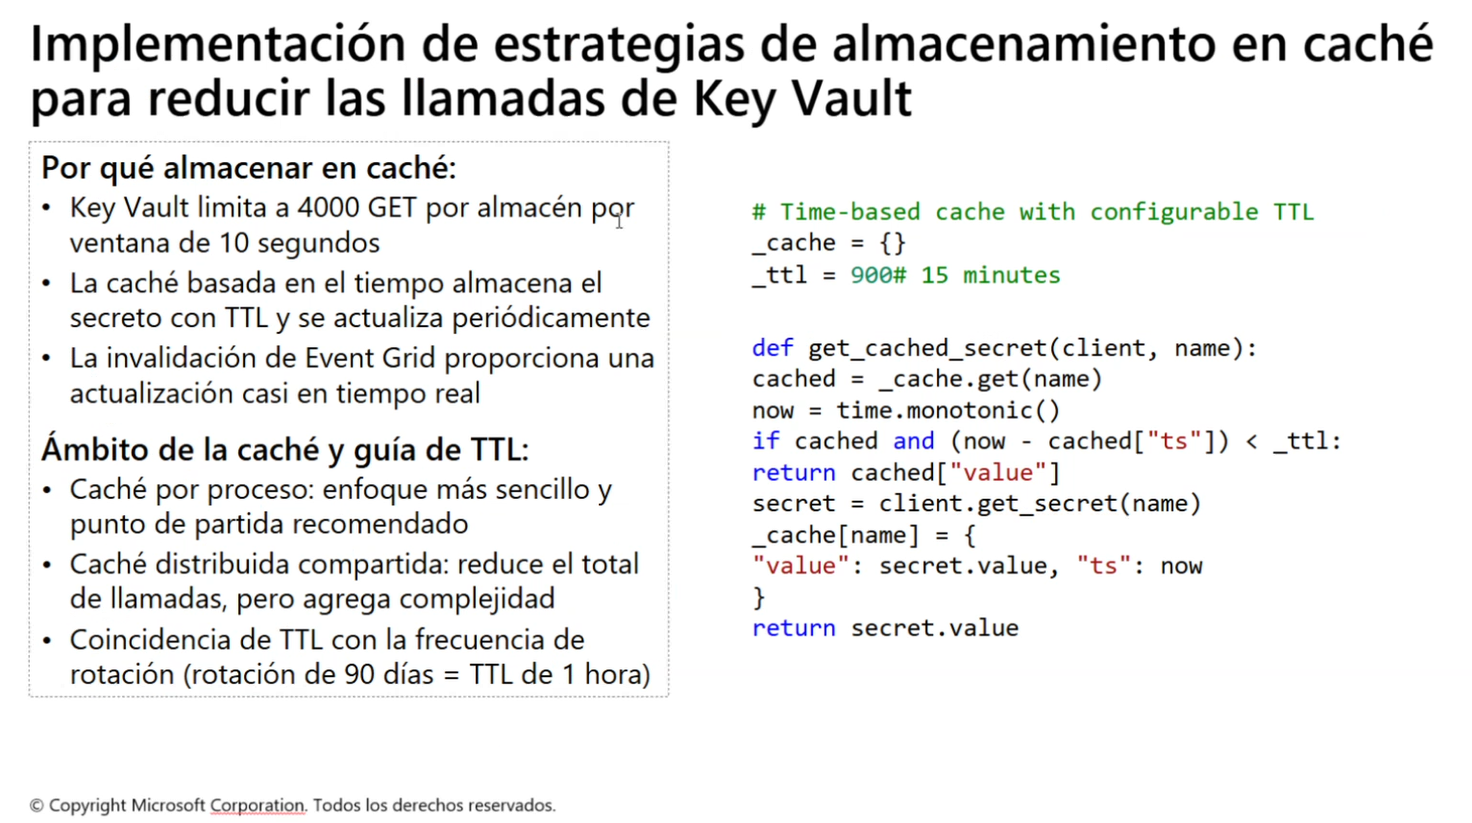 Implementación de estrategias de almacenamiento en caché
para reducir las llamadas de Key Vault
Por qué almacenar en caché:
• Key Vault limita a 4000 GET por almacén por
ventana de 10 segundos
• La caché basada en el tiempo almacena el
secreto con TTL y se actualiza periódicamente
• La invalidación de Event Grid proporciona una
actualización casi en tiempo real
Ámbito de la caché y guía de TTL:
• Caché por proceso: enfoque más sencillo y
punto de partida recomendado
• Caché distribuida compartida: reduce el total
de llamadas, pero agrega complejidad
• Coincidencia de TTL con la frecuencia de
rotación (rotación de 90 días = TTL de 1 hora)
# Time-based cache with configurable TTL
_cache = {}
_ttl = 900# 15 minutes
def get_cached_secret(client, name):
cached = _cache.get(name)
now = time.monotonic()
if cached and (now - cached["ts"]) < _ttl:
return cached["value"]
secret = client.get_secret(name)
_cache[name] = {
"value": secret.value, "ts": now
}
return secret.value
© Copyright Microsoft Corporation. Todos los derechos reservados.